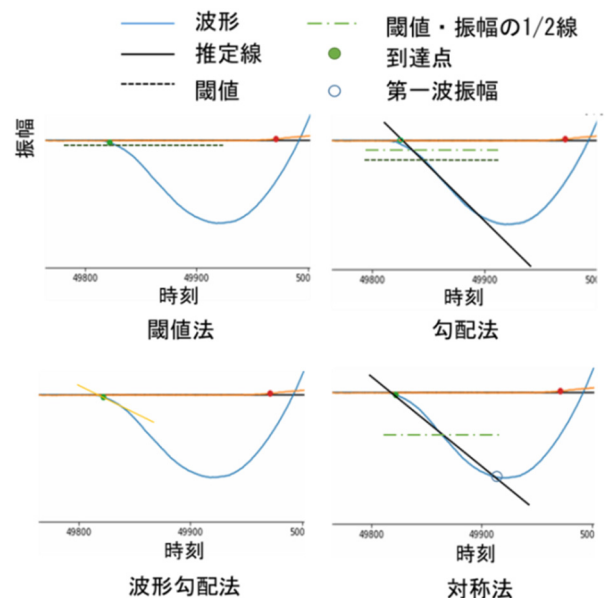 波形
推定線
閾値
閾値・振幅の1/2線
到達点
第一波振幅
振幅
49800 49900 500
時刻
閾値法
49800 49900 500
時刻
勾配法
49800 49900 500
時刻
波形勾配法
49800 49900 500
時刻
対称法